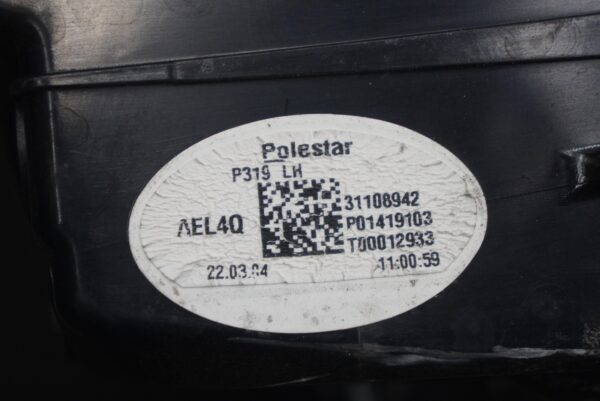 Polestar
P319 LH
31108942
AEL4Q
P01419103
T00012933
22.03.04
11:00:59